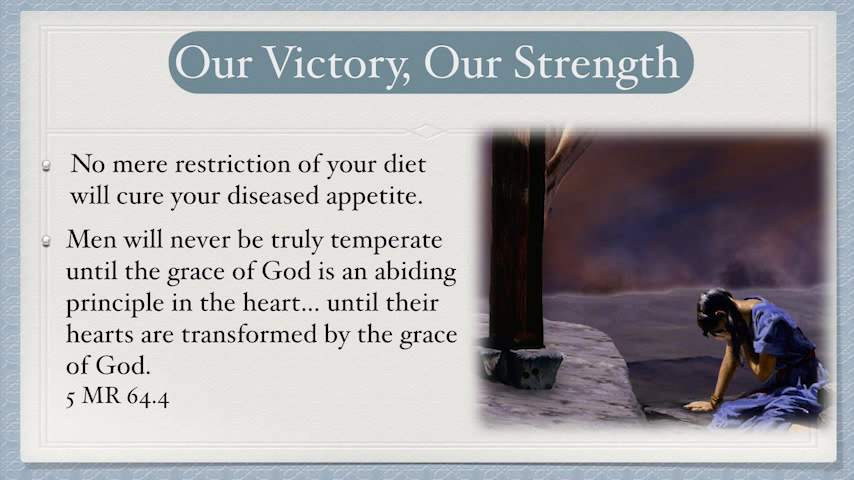 Our Victory, Our Strength
No mere restriction of your diet
will cure your diseased appetite.
Men will never be truly temperate
until the grace of God is an abiding
principle in the heart... until their
hearts are transformed by the grace
of God.
5 MR 64.4